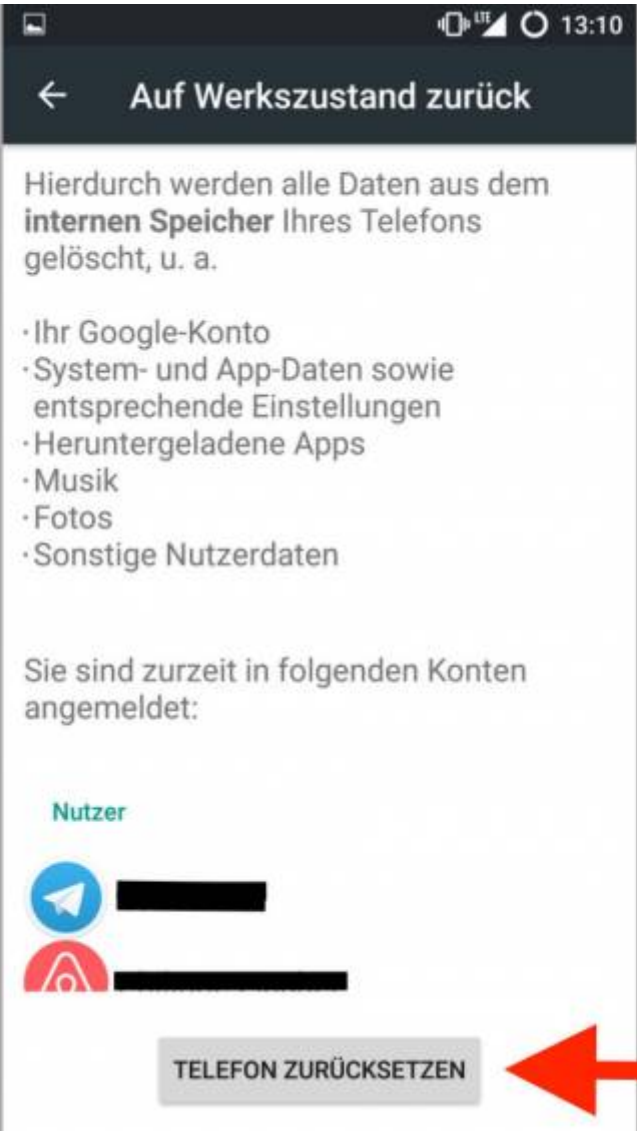 LTE 13:10
Auf Werkszustand zurück
Hierdurch werden alle Daten aus dem
internen Speicher Ihres Telefons
gelöscht, u. a.
· Ihr Google-Konto
· System- und App-Daten sowie
entsprechende Einstellungen
· Heruntergeladene Apps
· Musik
· Fotos
· Sonstige Nutzerdaten
Sie sind zurzeit in folgenden Konten
angemeldet:
Nutzer
TELEFON ZURÜCKSETZEN